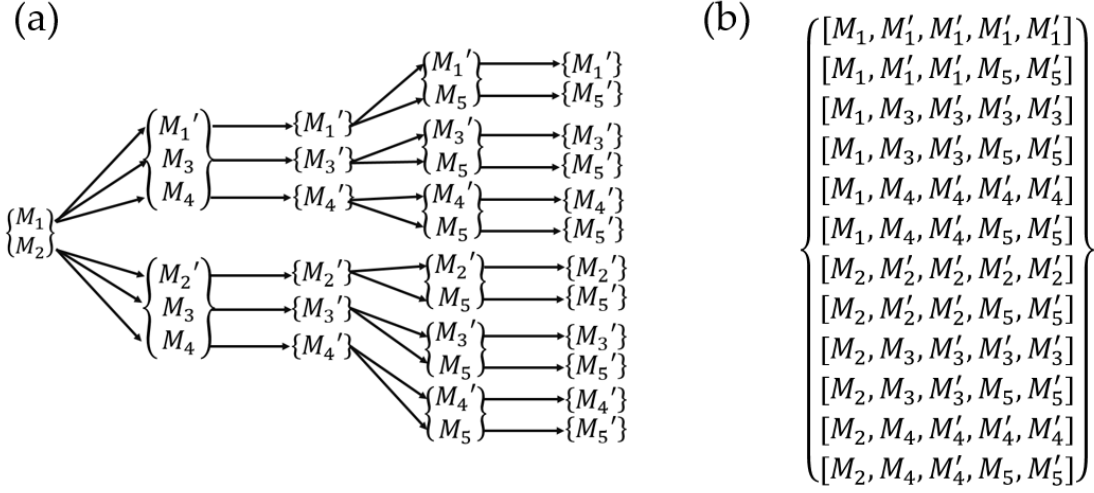 (a)
{M₁ M₂}
{M₁′ M₃ M₄}
{M₂′ M₃ M₄}
{M₁′}
{M₃′}
{M₄′}
{M₂′}
{M₃′}
{M₄′}
{M₁′ M₅}
{M₃′ M₅}
{M₄′ M₅}
{M₂′ M₅}
{M₃′ M₅}
{M₄′ M₅}
{M₁′}
{M₅′}
{M₃′}
{M₅′}
{M₄′}
{M₅′}
{M₂′}
{M₅′}
{M₃′}
{M₅′}
{M₄′}
{M₅′}
(b)
[M₁, M₁′, M₁′, M₁′, M₁′]
[M₁, M₁′, M₁′, M₅, M₅′]
[M₁, M₃, M₃′, M₃′, M₃′]
[M₁, M₃, M₃′, M₅, M₅′]
[M₁, M₄, M₄′, M₄′, M₄′]
[M₁, M₄, M₄′, M₅, M₅′]
[M₂, M₂′, M₂′, M₂′, M₂′]
[M₂, M₂′, M₂′, M₅, M₅′]
[M₂, M₃, M₃′, M₃′, M₃′]
[M₂, M₃, M₃′, M₅, M₅′]
[M₂, M₄, M₄′, M₄′, M₄′]
[M₂, M₄, M₄′, M₅, M₅′]